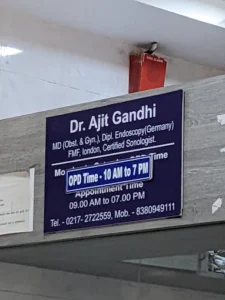 Dr. Ajit Gandhi
MD (Obst. & Gyn.), Dipl. Endoscopy(Germany)
FMF, london, Certified Sonologist.
OPD Time - 10 AM to 7 PM
Appointment Time
09.00 AM to 07.00 PM
Tel. - 0217- 2722559, Mob. - 8380949111